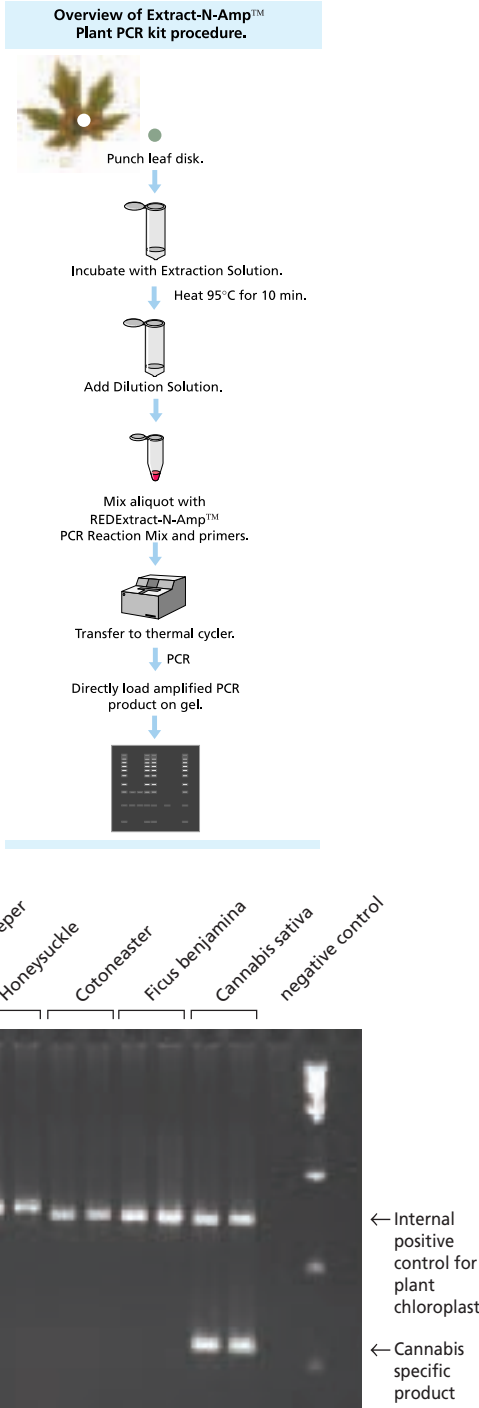 Overview of Extract-N-Amp™
Plant PCR kit procedure.
Punch leaf disk.
Incubate with Extraction Solution.
Heat 95°C for 10 min.
Add Dilution Solution.
Mix aliquot with
REDExtract-N-Amp™
PCR Reaction Mix and primers.
Transfer to thermal cycler.
PCR
Directly load amplified PCR
product on gel.
Honeysuckle
Cotoneaster
Ficus benjamina
Cannabis sativa
negative control
Internal
positive
control for
plant
chloroplast
Cannabis
specific
product